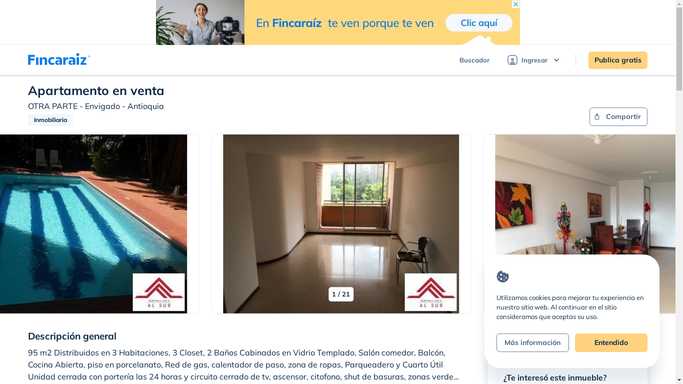 En Fincaraíz te ven porque te ven
Clic aquí
Fincaraiz
Buscador
Ingresar
Publica gratis
Apartamento en venta
OTRA PARTE - Envigado - Antioquia
Inmobiliaria
Compartir
AL SUR
1 / 21
AL SUR
Utilizamos cookies para mejorar tu experiencia en
nuestro sitio web. Al continuar en el sitio
consideramos que aceptas su uso.
Más información
Entendido
Descripción general
95 m2 Distribuidos en 3 Habitaciones, 3 Closet, 2 Baños Cabinados en Vidrio Templado, Salón comedor, Balcón,
Cocina Abierta, piso en porcelanato, Red de gas, calentador de paso, zona de ropas, Parqueadero y Cuarto Útil
Unidad cerrada con portería las 24 horas y circuito cerrado de tv, ascensor, citofono, shut de basuras, zonas verde...
¿Te interesó este inmueble?